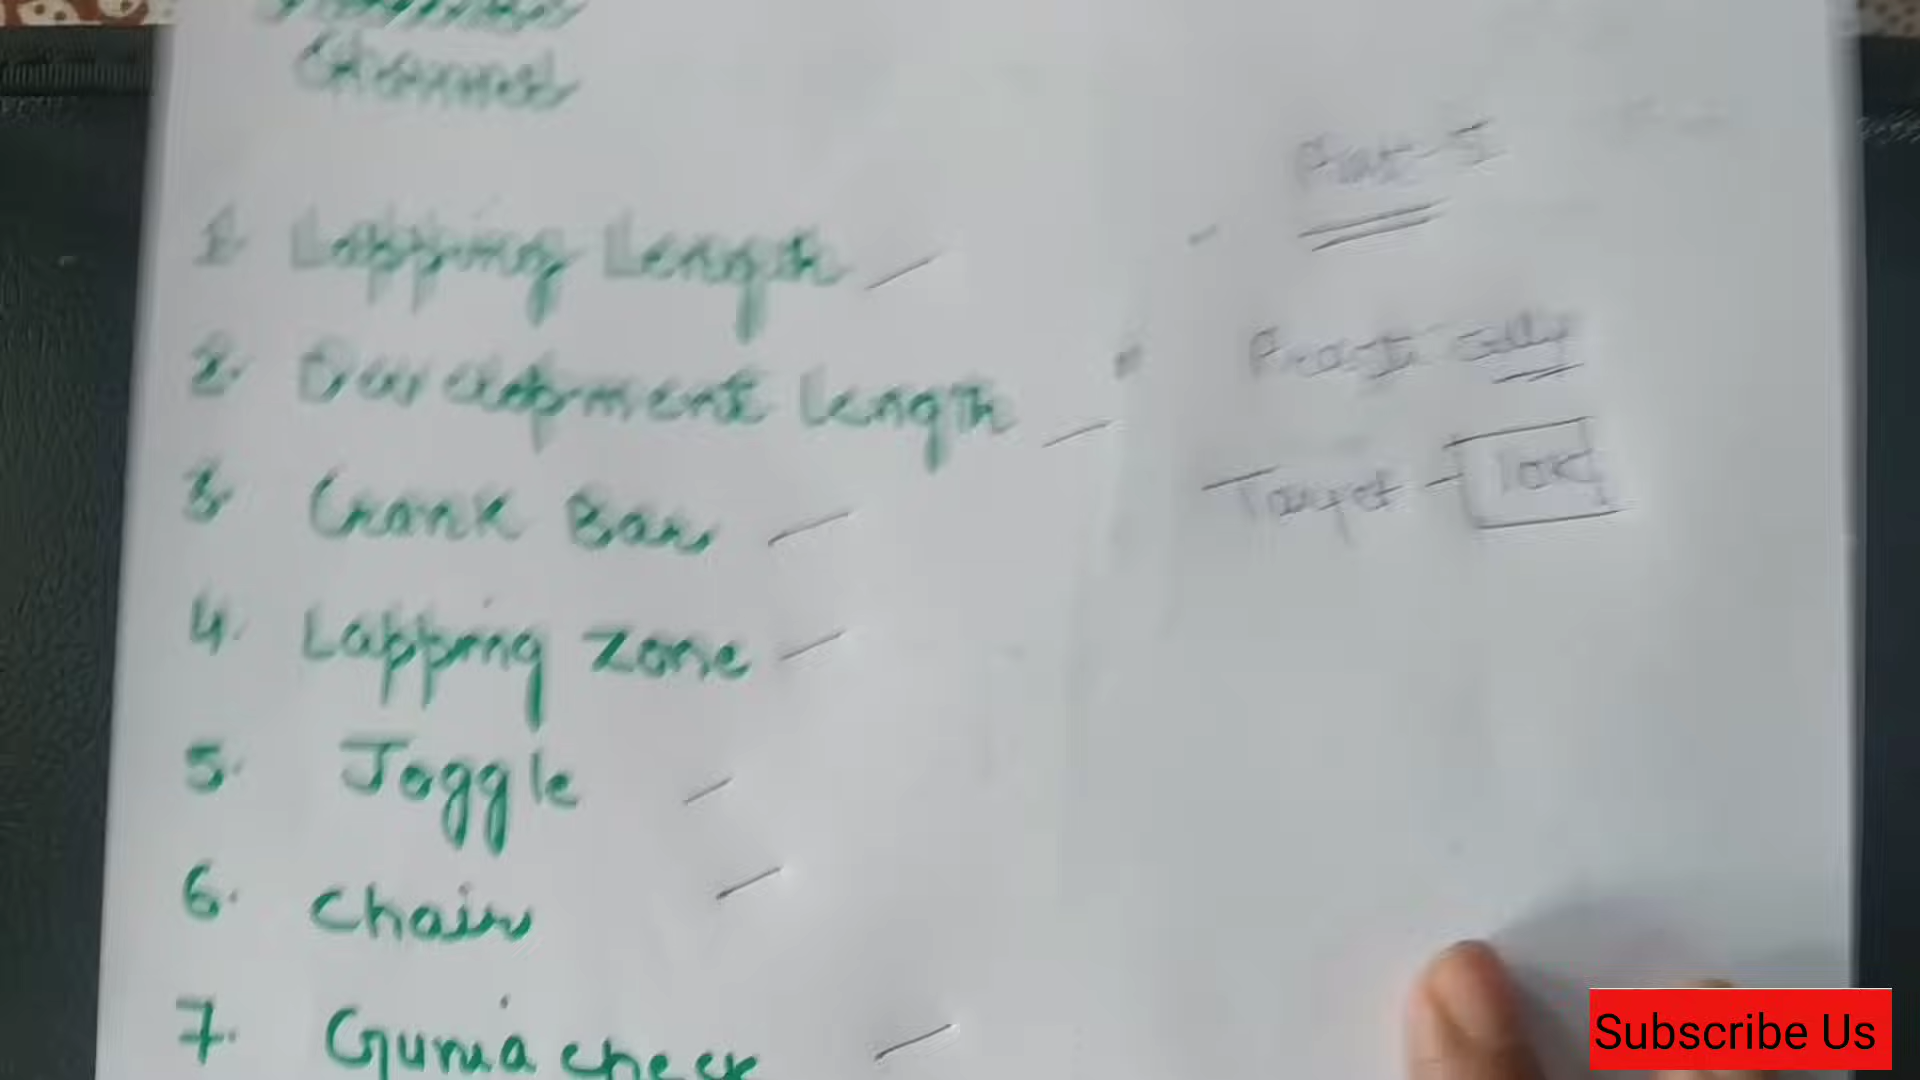 Channel
Part-I
1. Lapping Length
2. Development Length
Practically
3. Crank Bar
Target - 10K
4. Lapping Zone
5. Joggle
6. Chair
7. Gunia check
Subscribe Us